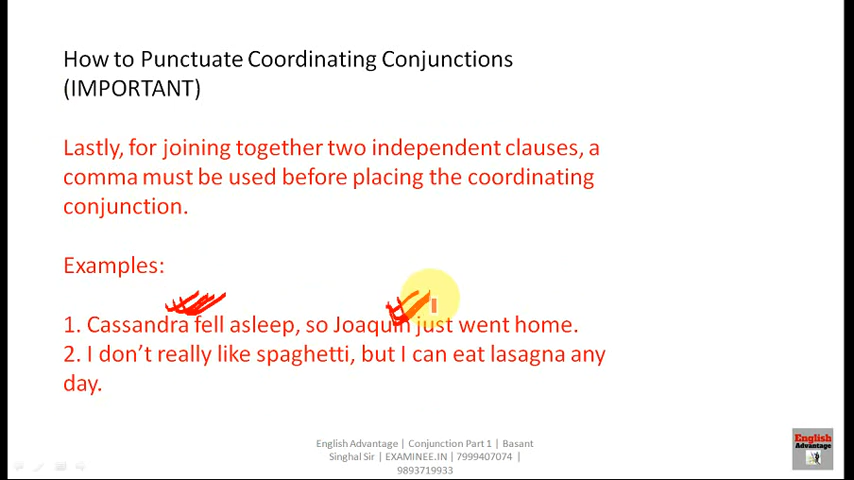 How to Punctuate Coordinating Conjunctions
(IMPORTANT)
Lastly, for joining together two independent clauses, a
comma must be used before placing the coordinating
conjunction.
Examples:
1. Cassandra fell asleep, so Joaquin just went home.
2. I don’t really like spaghetti, but I can eat lasagna any
day.
English Advantage | Conjunction Part 1 | Basant
Singhal Sir | EXAMINEE.IN | 7999407074 |
9893719933
English
Advantage